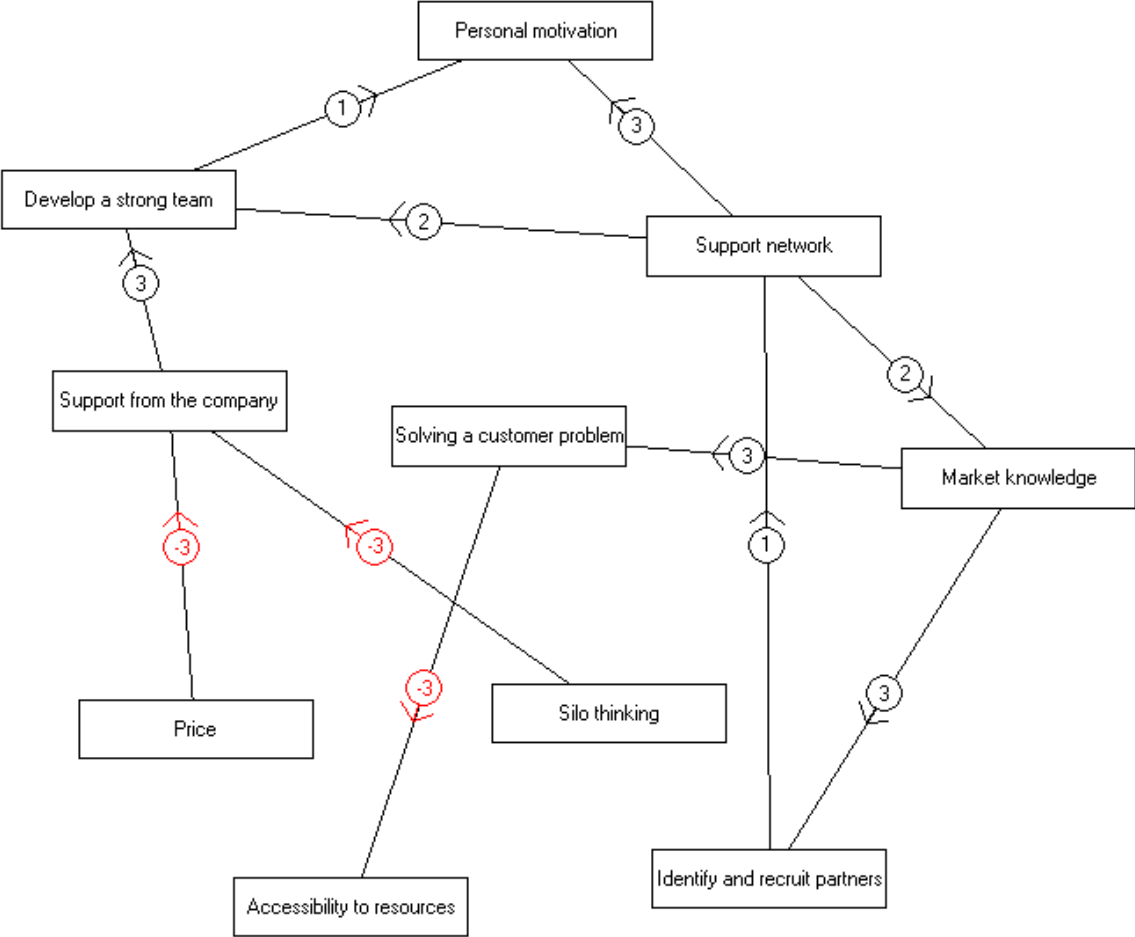 Personal motivation
1
3
Develop a strong team
2
Support network
3
2
Support from the company
Solving a customer problem
3
Market knowledge
-3
-3
1
-3
3
Silo thinking
Price
Identify and recruit partners
Accessibility to resources